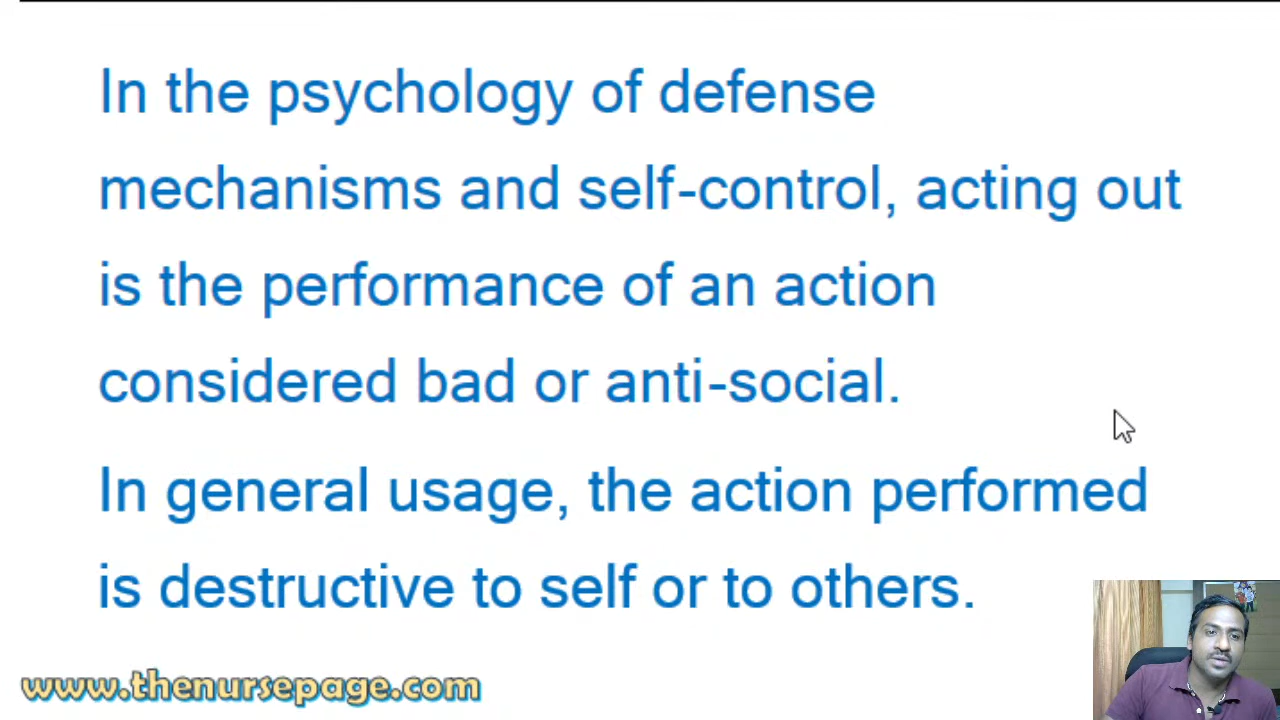 In the psychology of defense
mechanisms and self-control, acting out
is the performance of an action
considered bad or anti-social.
In general usage, the action performed
is destructive to self or to others.
www.thenursepage.com